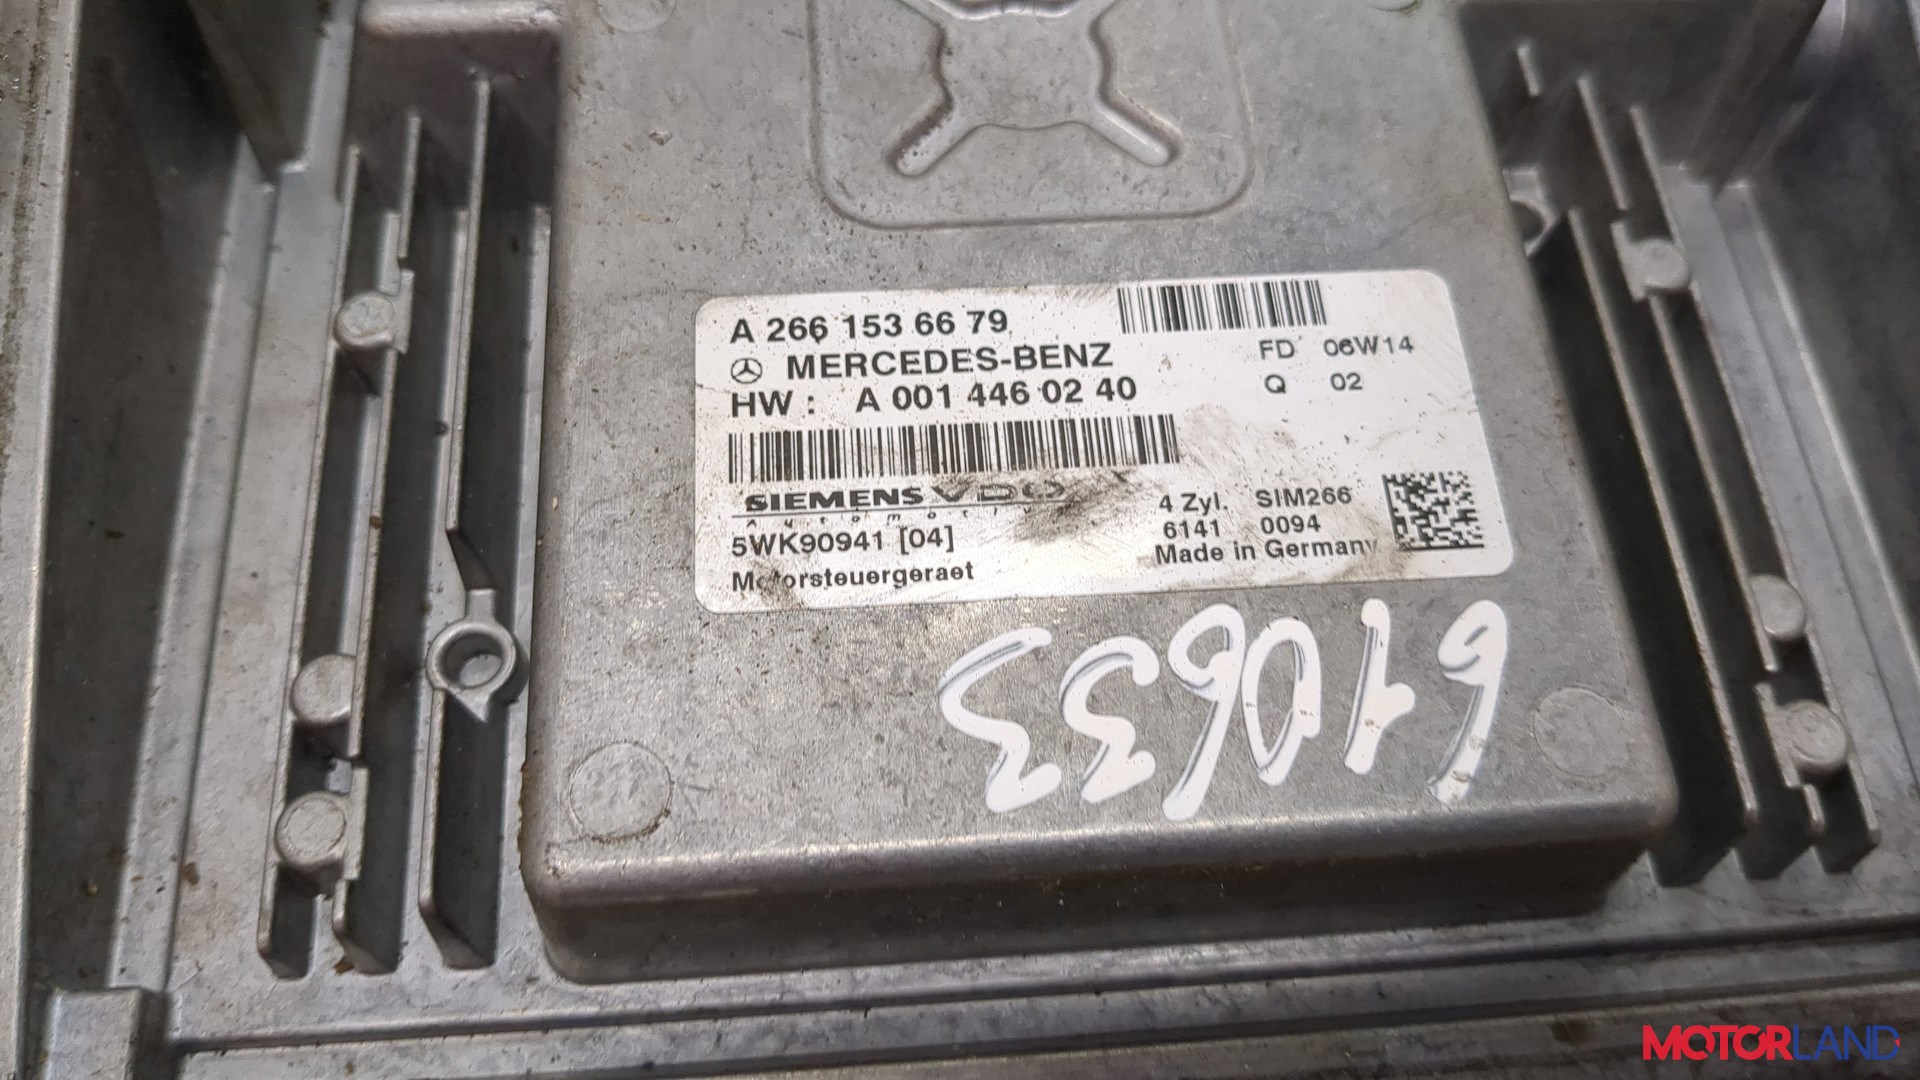 A 266 153 66 79
MERCEDES-BENZ
HW : A 001 446 02 40
FD 06W14
Q 02
SIEMENS VDO
Automotive
5WK90941 [04]
Motorsteuergeraet
4 Zyl. SIM266
6141 0094
Made in Germany
610633
MOTORLAND